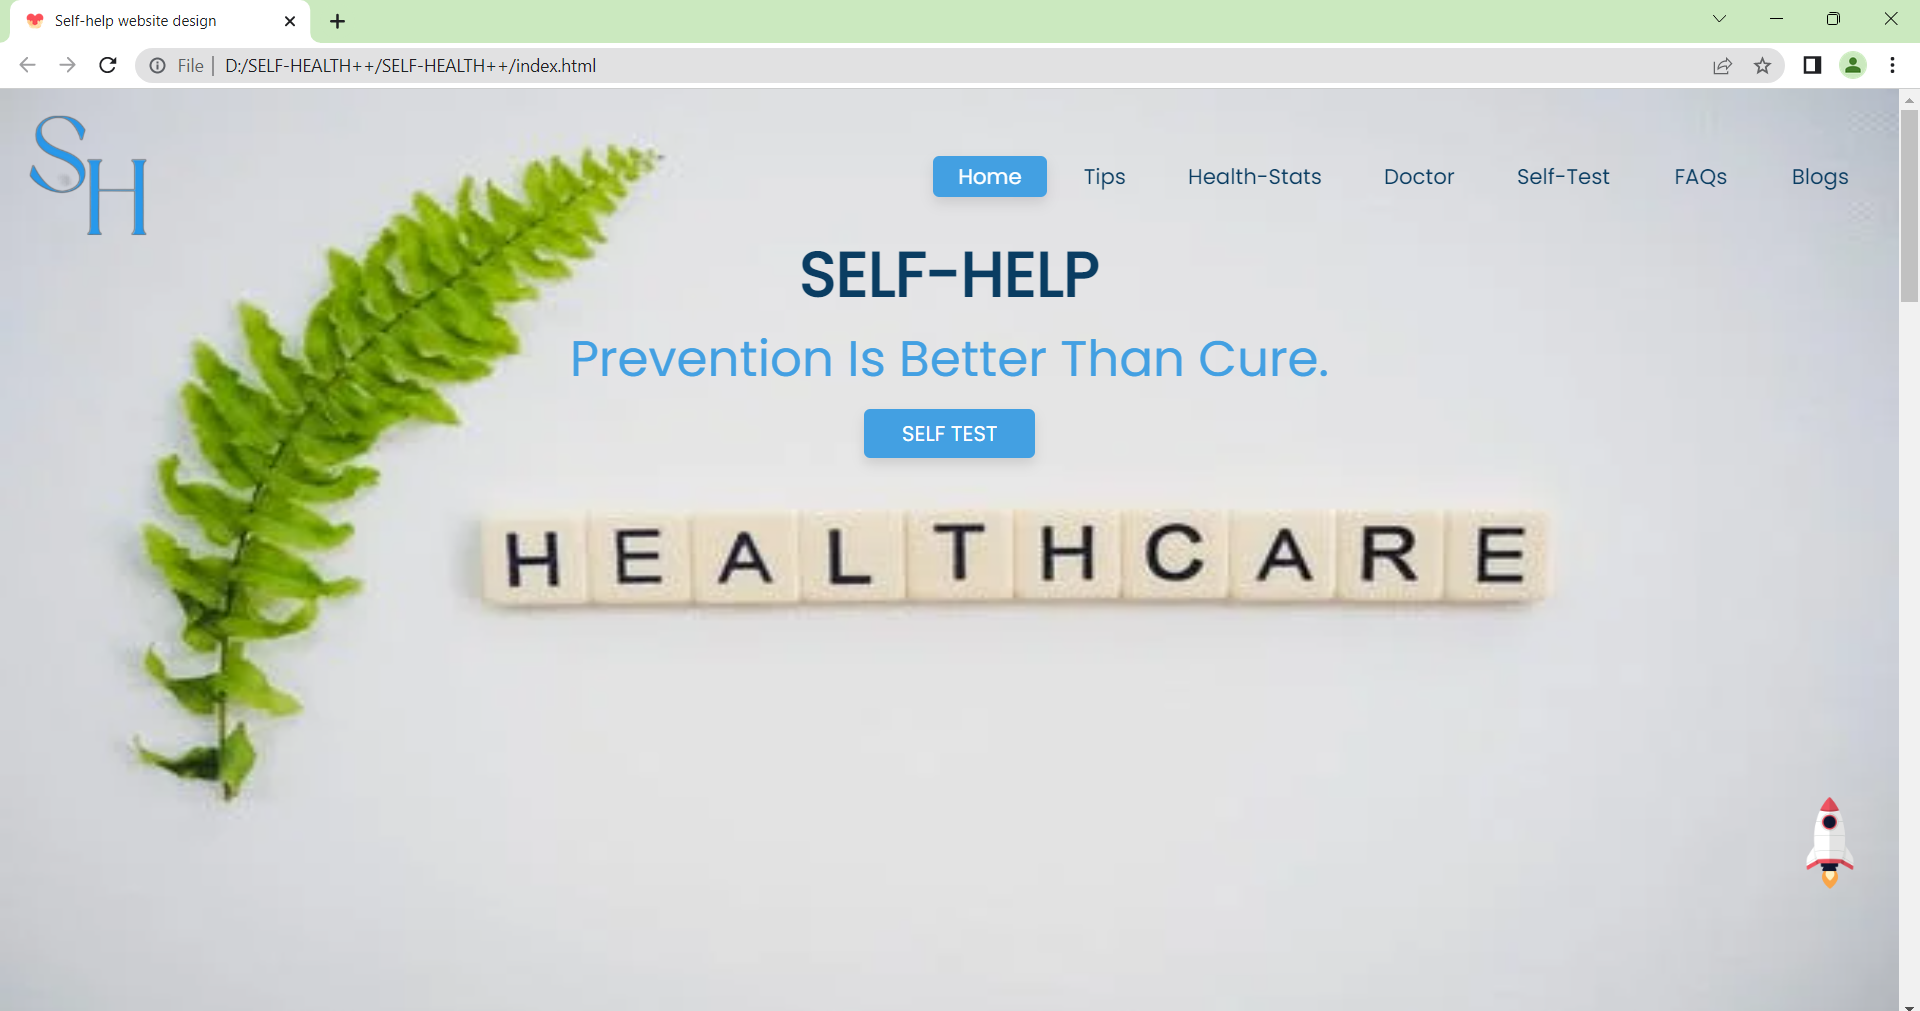 Self-help website design
File | D:/SELF-HEALTH++/SELF-HEALTH++/index.html
SH
Home Tips Health-Stats Doctor Self-Test FAQs Blogs
SELF-HELP
Prevention Is Better Than Cure.
SELF TEST
HEALTHCARE